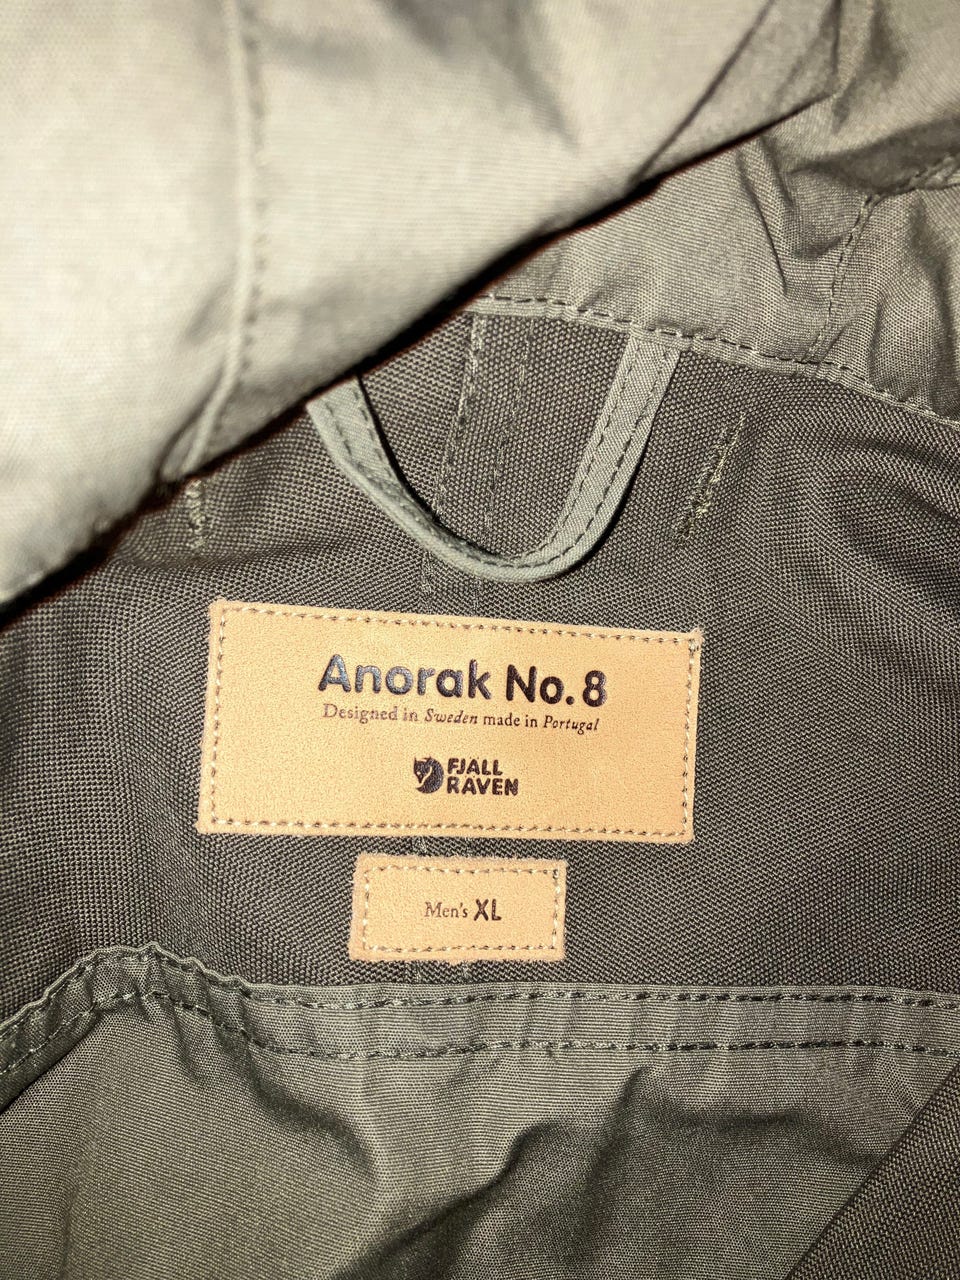 Anorak No. 8
Designed in Sweden made in Portugal
FJALL
RAVEN
Men's XL